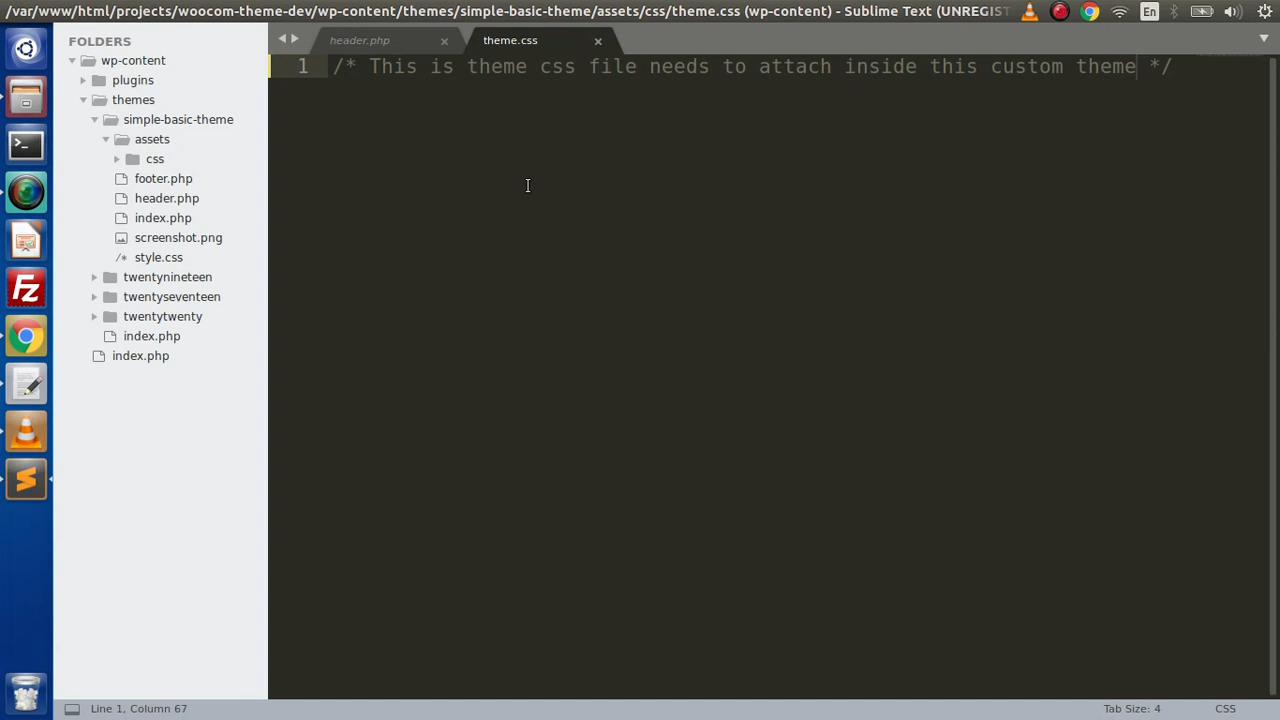 /var/www/html/projects/woocom-theme-dev/wp-content/themes/simple-basic-theme/assets/css/theme.css (wp-content) - Sublime Text (UNREGIST
En
FOLDERS
wp-content
plugins
themes
simple-basic-theme
assets
css
footer.php
header.php
index.php
screenshot.png
/* style.css
twentynineteen
twentyseventeen
twentytwenty
index.php
index.php
header.php × theme.css ×
1 /* This is theme css file needs to attach inside this custom theme */
Line 1, Column 67
Tab Size: 4
CSS